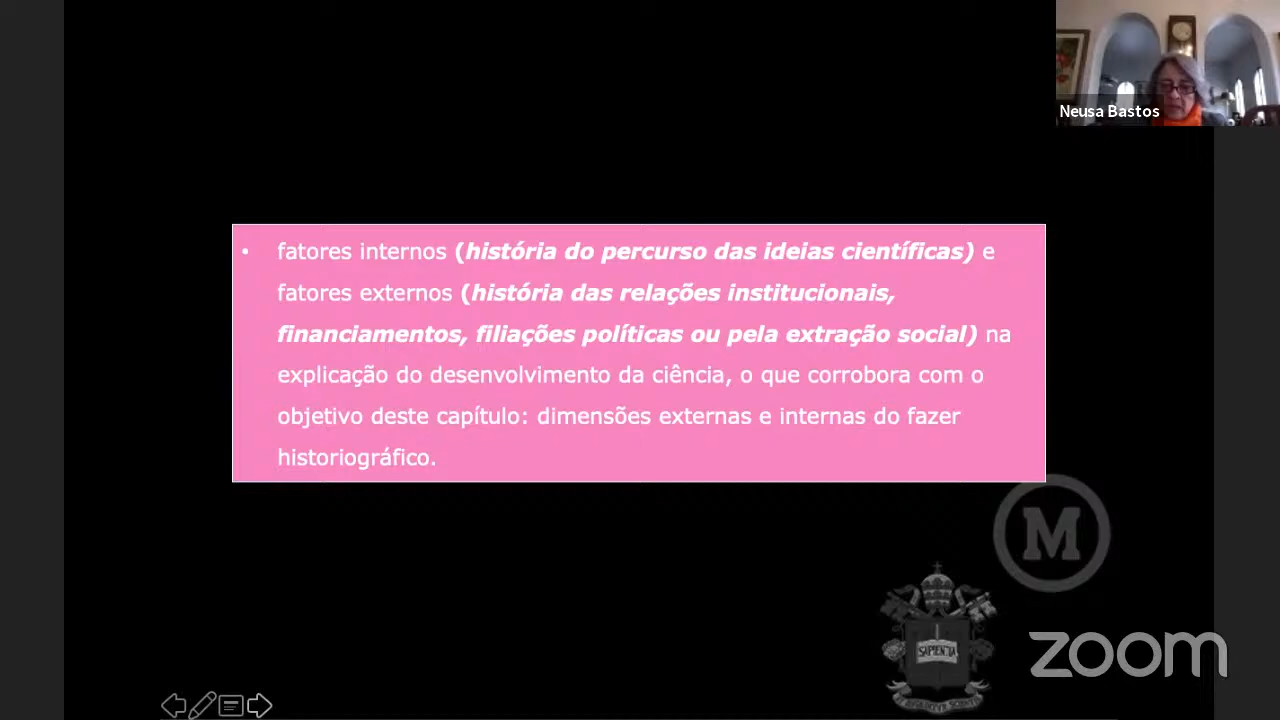 Neusa Bastos
• fatores internos (história do percurso das ideias científicas) e
fatores externos (história das relações institucionais,
financiamentos, filiações políticas ou pela extração social) na
explicação do desenvolvimento da ciência, o que corrobora com o
objetivo deste capítulo: dimensões externas e internas do fazer
historiográfico.
M
SAPIENTIA
zoom